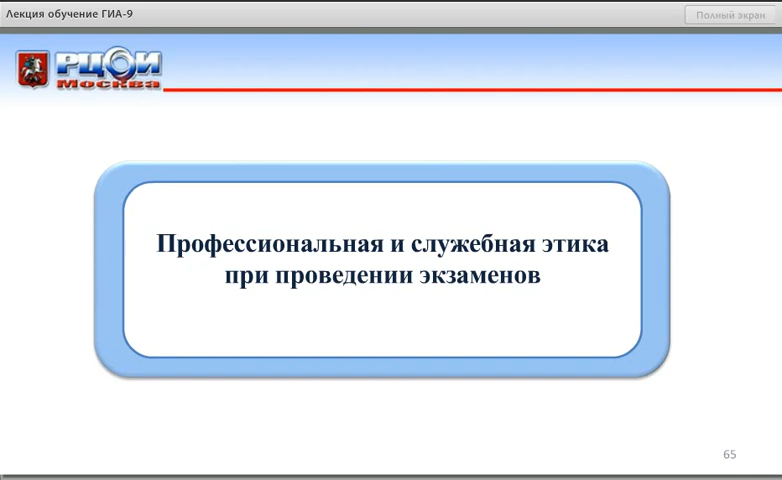 Лекция обучение ГИА-9
Полный экран
РЦОИ
Москва
Профессиональная и служебная этика
при проведении экзаменов
65